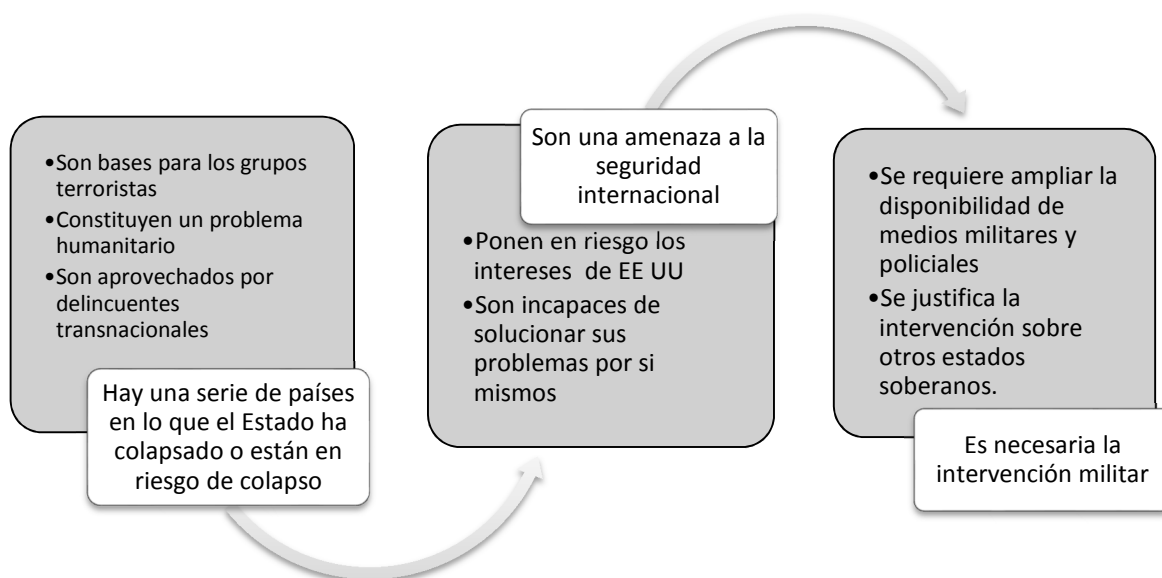 •Son bases para los grupos
terroristas
•Constituyen un problema
humanitario
•Son aprovechados por
delincuentes
transnacionales
Hay una serie de países
en lo que el Estado ha
colapsado o están en
riesgo de colapso
Son una amenaza a la
seguridad
internacional
•Ponen en riesgo los
intereses de EE UU
•Son incapaces de
solucionar sus
problemas por si
mismos
•Se requiere ampliar la
disponibilidad de
medios militares y
policiales
•Se justifica la
intervención sobre
otros estados
soberanos.
Es necesaria la
intervención militar